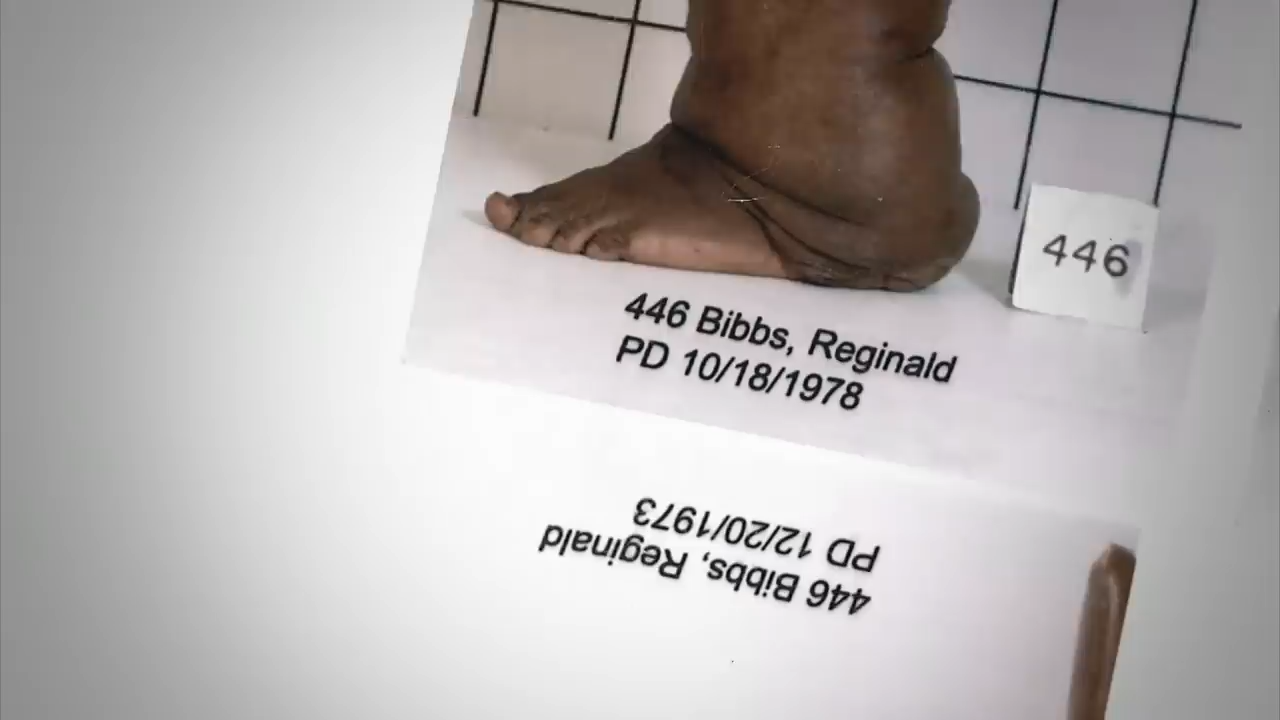 446
446 Bibbs, Reginald
PD 10/18/1978
446 Bibbs, Reginald
PD 12/20/1973